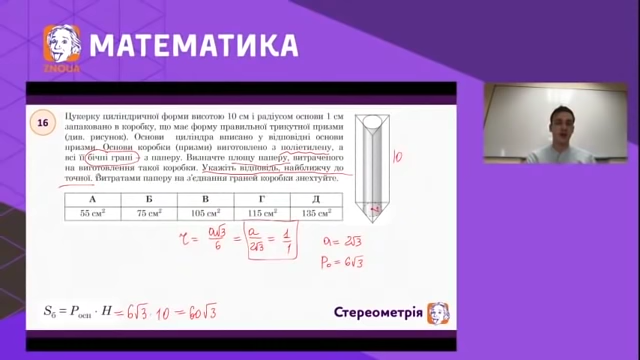 МАТЕМАТИКА
ZNOUA
16
Цукерку циліндричної форми висотою 10 см і радіусом основи 1 см
запаковано в коробку, що має форму правильної трикутної призми
(див. рисунок). Основи циліндра вписано у відповідні основи
призми. Основи коробки (призми) виготовлено з поліетилену, а
всі її бічні грані - з паперу. Визначте площу паперу, витраченого
на виготовлення такої коробки. Укажіть відповідь, найближчу до
точної. Витратами паперу на з'єднання граней коробки знехтуйте.
А Б В Г Д
55 см² 75 см² 105 см² 115 см² 135 см²
10
r = a√3/6 = a/2√3 = 1/1
a = 2√3
P₀ = 6√3
Sб = Pосн · H = 6√3 · 10 = 60√3
Стереометрія